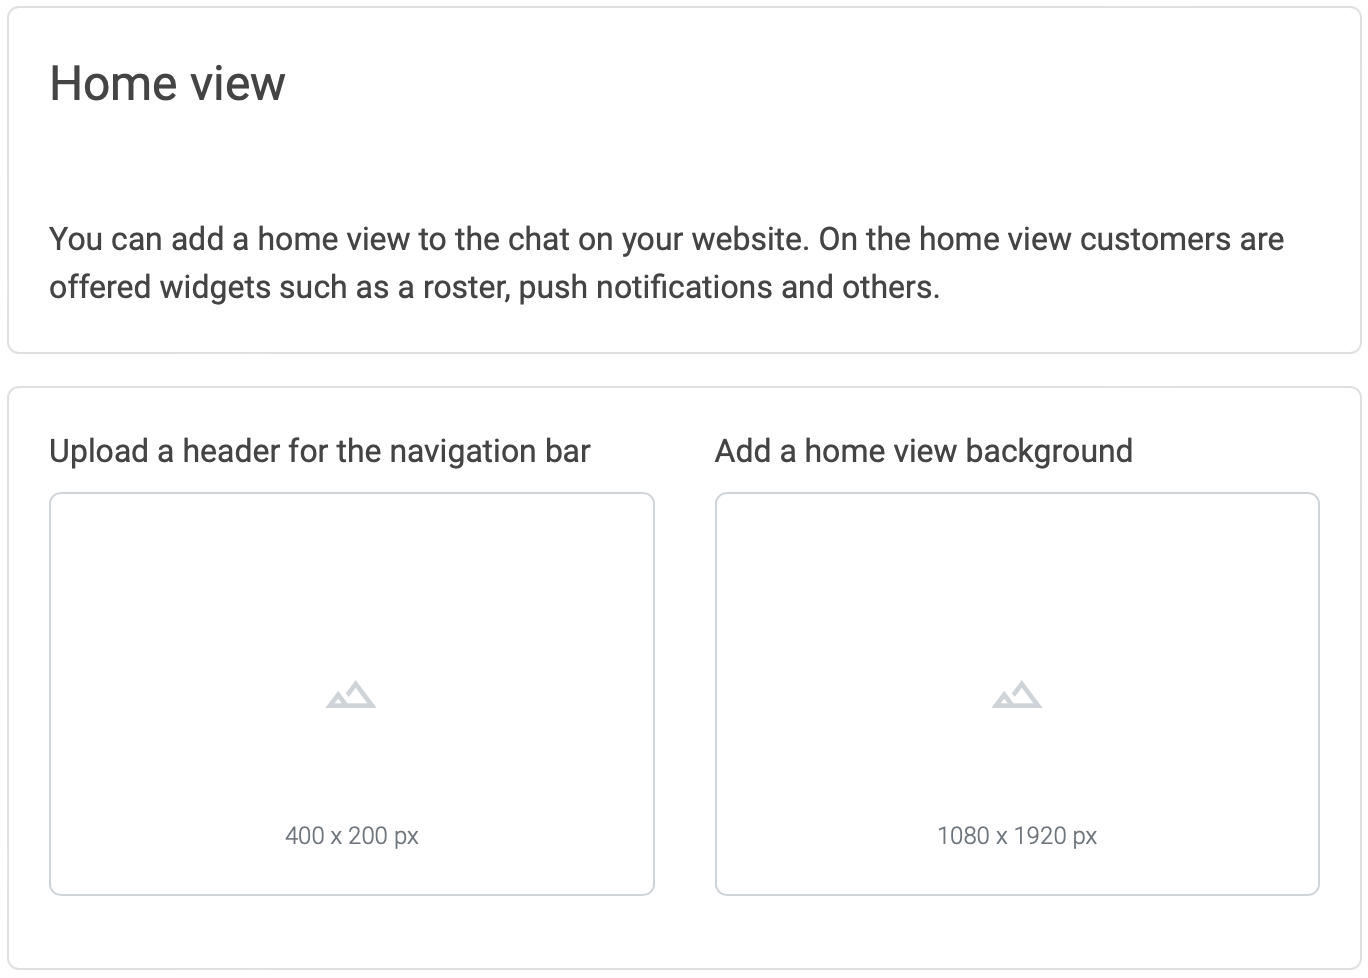 Home view
You can add a home view to the chat on your website. On the home view customers are
offered widgets such as a roster, push notifications and others.
Upload a header for the navigation bar
Add a home view background
400 x 200 px
1080 x 1920 px